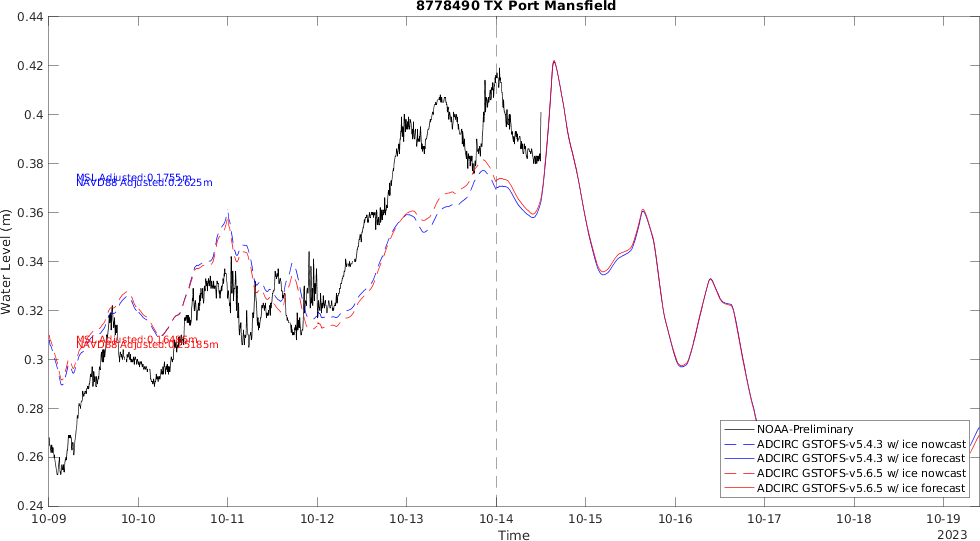 8778490 TX Port Mansfield
0.44
0.42
0.4
0.38
0.36
0.34
0.32
0.3
0.28
0.26
0.24
Water Level (m)
MSL Adjusted:0.1755m
NAVD88 Adjusted:0.2625m
MSL Adjusted:
NAVD88 Adjusted:
NOAA-Preliminary
ADCIRC GSTOFS-v5.4.3 w/ ice nowcast
ADCIRC GSTOFS-v5.4.3 w/ ice forecast
ADCIRC GSTOFS-v5.6.5 w/ ice nowcast
ADCIRC GSTOFS-v5.6.5 w/ ice forecast
10-09 10-10 10-11 10-12 10-13 10-14 10-15 10-16 10-17 10-18 10-19
Time
2023